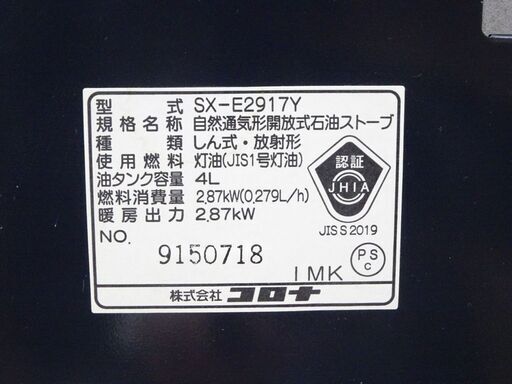 型式 SX-E2917Y
規格名称 自然通気形開放式石油ストーブ
種類 しん式・放射形
使用燃料 灯油(JIS1号灯油)
油タンク容量 4L
燃料消費量 2,87kW(0,279L/h)
暖房出力 2,87kW
認証
JHIA
JIS S 2019
NO. 9150718
IMK
PS
C
株式会社 コロナ